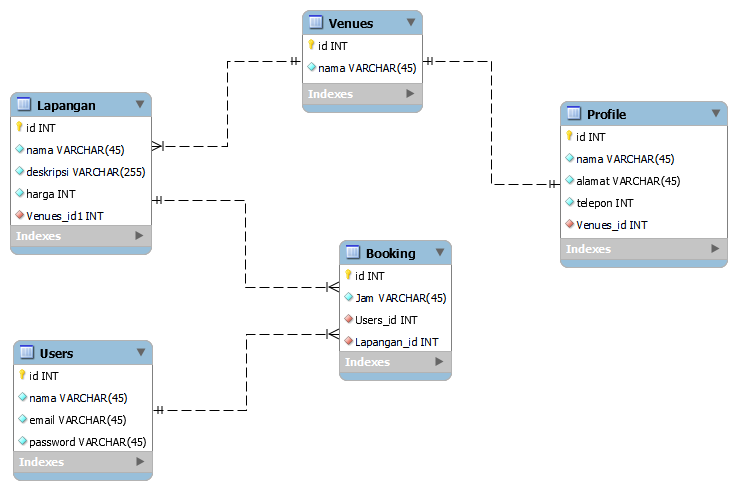 Venues
id INT
nama VARCHAR(45)
Indexes
Lapangan
id INT
nama VARCHAR(45)
deskripsi VARCHAR(255)
harga INT
Venues_id1 INT
Indexes
Profile
id INT
nama VARCHAR(45)
alamat VARCHAR(45)
telepon INT
Venues_id INT
Indexes
Booking
id INT
Jam VARCHAR(45)
Users_id INT
Lapangan_id INT
Indexes
Users
id INT
nama VARCHAR(45)
email VARCHAR(45)
password VARCHAR(45)
Indexes